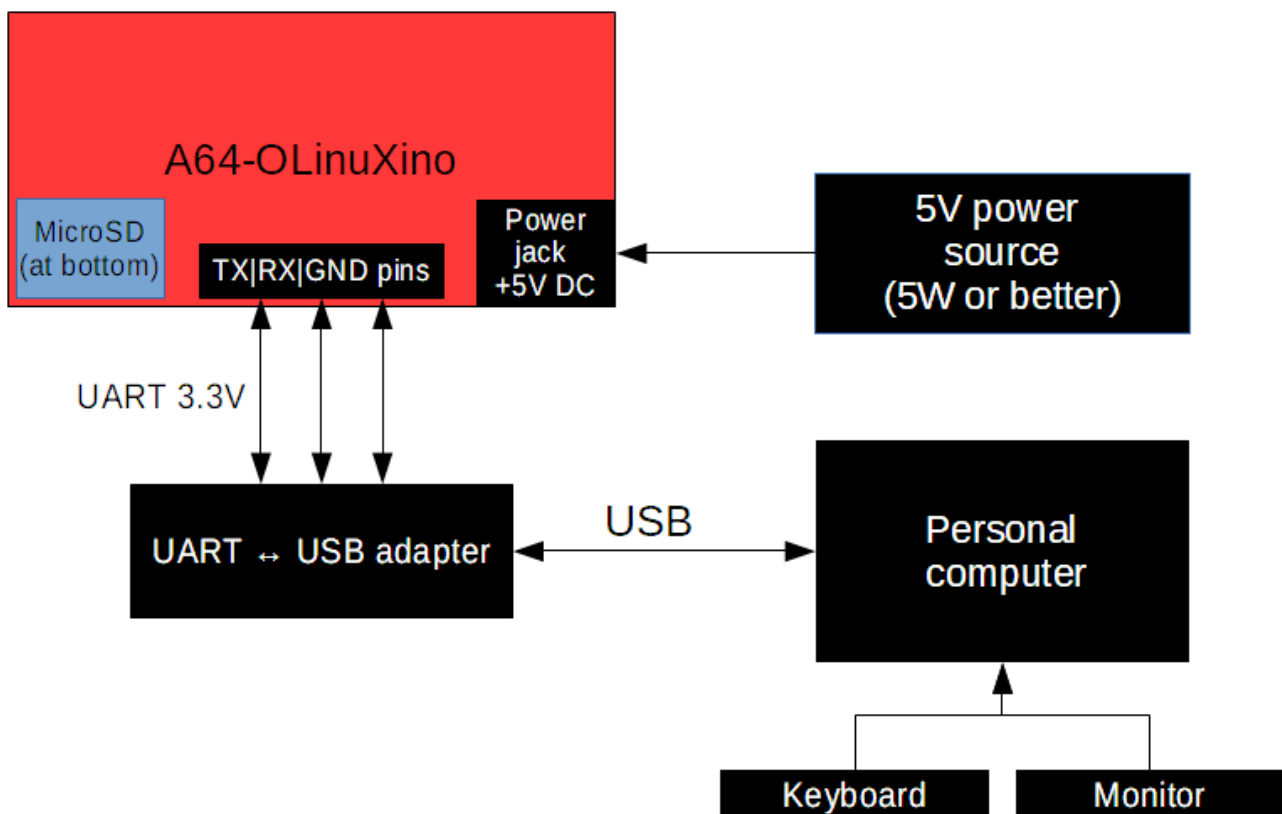 A64-OLinuXino
MicroSD
(at bottom)
TX|RX|GND pins
Power
jack
+5V DC
5V power
source
(5W or better)
UART 3.3V
UART ↔ USB adapter
USB
Personal
computer
Keyboard
Monitor